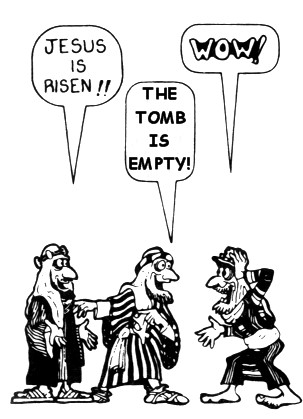 JESUS
IS
RISEN!!
THE
TOMB
IS
EMPTY!
WOW!